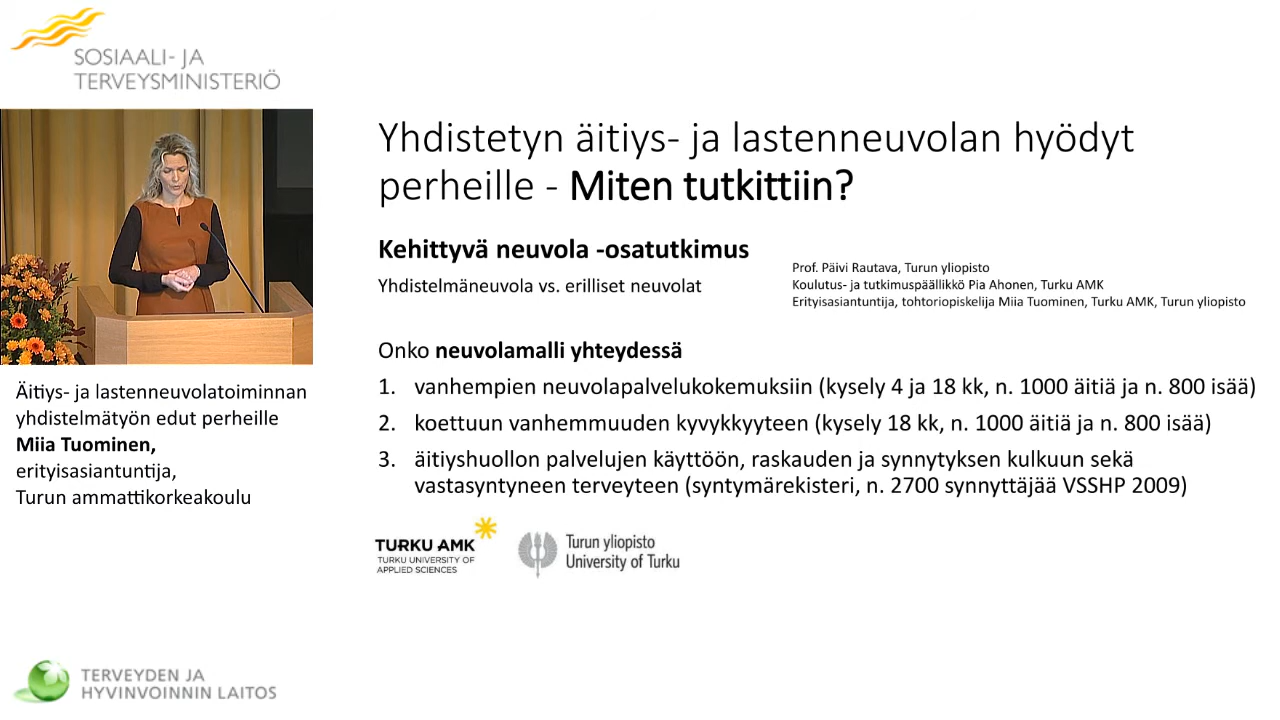 SOSIAALI- JA
TERVEYSMINISTERIÖ
Yhdistetyn äitiys- ja lastenneuvolan hyödyt
perheille - Miten tutkittiin?
Kehittyvä neuvola -osatutkimus
Yhdistelmäneuvola vs. erilliset neuvolat
Prof. Päivi Rautava, Turun yliopisto
Koulutus- ja tutkimuspäällikkö Pia Ahonen, Turku AMK
Erityisasiantuntija, tohtoriopiskelija Miia Tuominen, Turku AMK, Turun yliopisto
Onko neuvolamalli yhteydessä
1. vanhempien neuvolapalvelukokemuksiin (kysely 4 ja 18 kk, n. 1000 äitiä ja n. 800 isää)
2. koettuun vanhemmuuden kyvykkyyteen (kysely 18 kk, n. 1000 äitiä ja n. 800 isää)
3. äitiyshuollon palvelujen käyttöön, raskauden ja synnytyksen kulkuun sekä
vastasyntyneen terveyteen (syntymärekisteri, n. 2700 synnyttäjää VSSHP 2009)
Äitiys- ja lastenneuvolatoiminnan
yhdistelmätyön edut perheille
Miia Tuominen,
erityisasiantuntija,
Turun ammattikorkeakoulu
TURKU AMK
TURKU UNIVERSITY OF
APPLIED SCIENCES
Turun yliopisto
University of Turku
TERVEYDEN JA
HYVINVOINNIN LAITOS